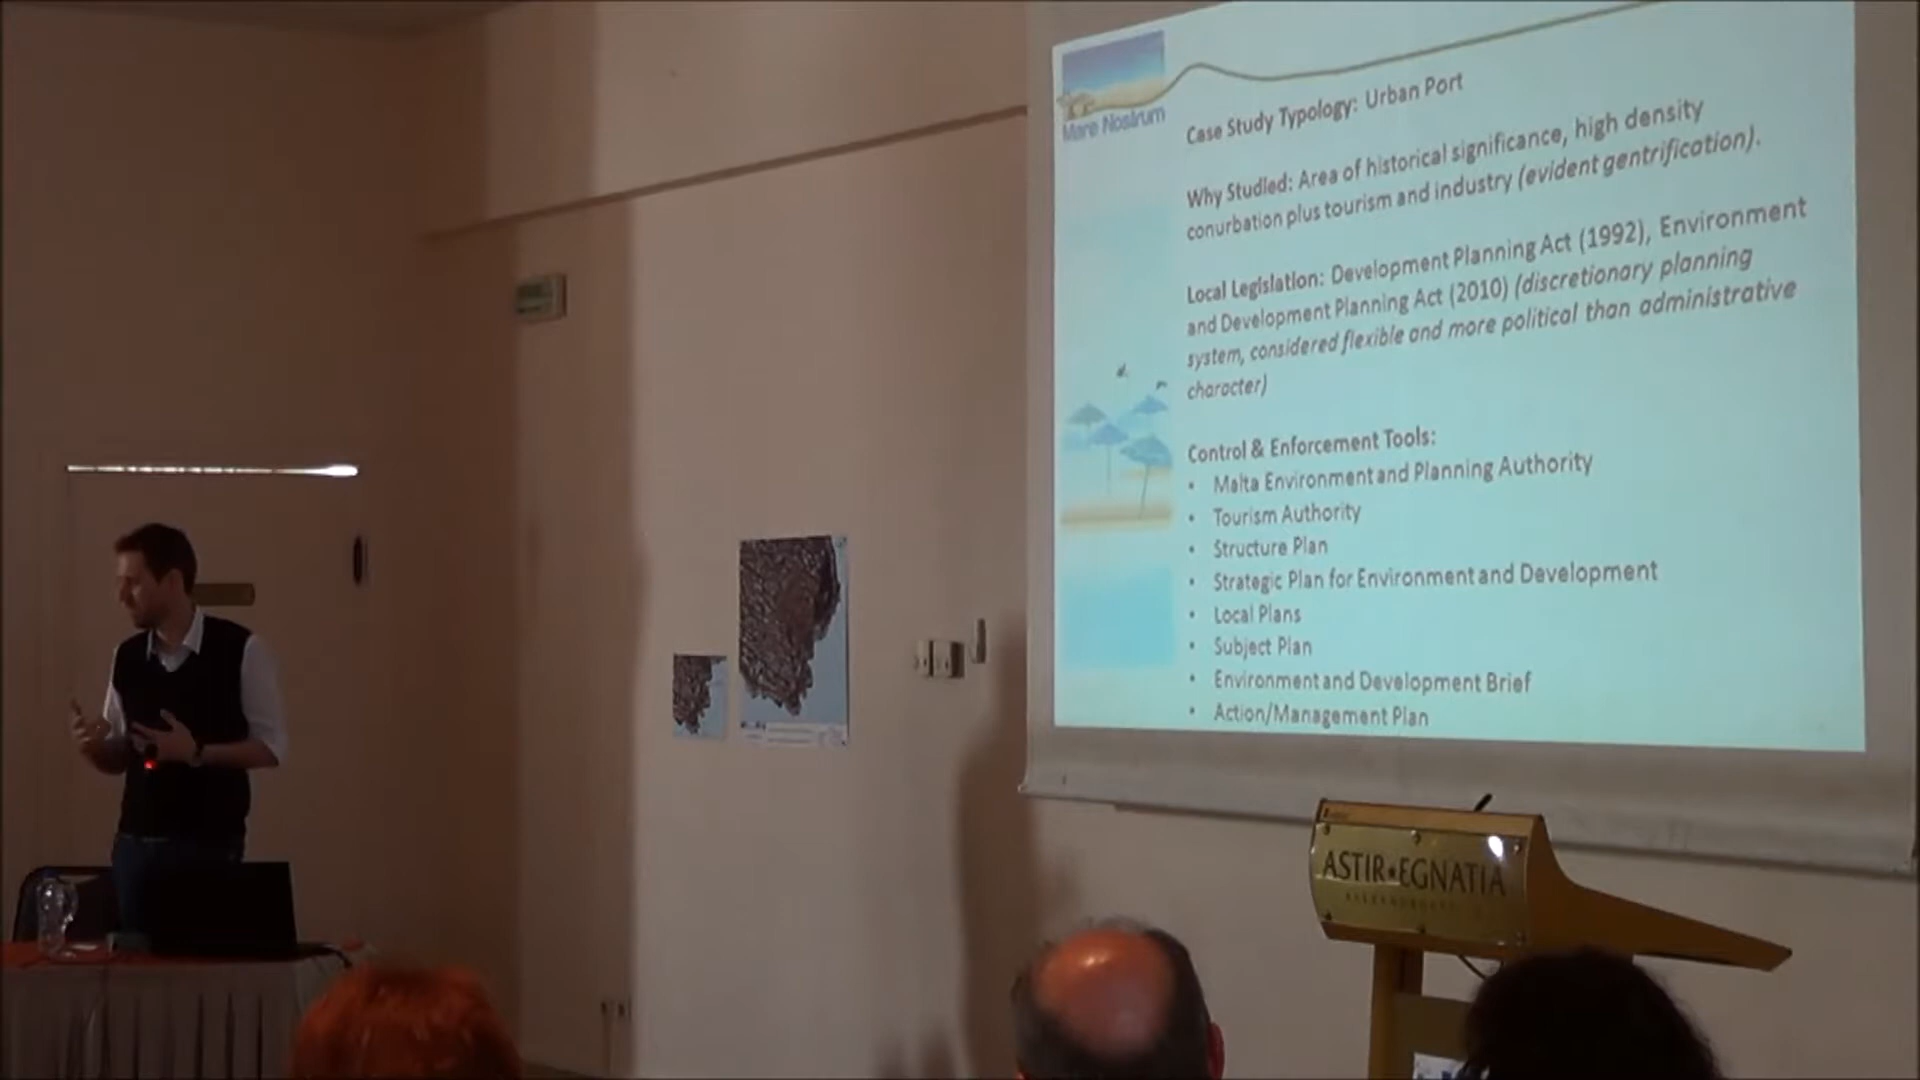 Mare Nostrum
Case Study Typology: Urban Port
Why Studied: Area of historical significance, high density
conurbation plus tourism and industry (evident gentrification).
Local Legislation: Development Planning Act (1992), Environment
and Development Planning Act (2010) (discretionary planning
system, considered flexible and more political than administrative
character)
Control & Enforcement Tools:
• Malta Environment and Planning Authority
• Tourism Authority
• Structure Plan
• Strategic Plan for Environment and Development
• Local Plans
• Subject Plan
• Environment and Development Brief
• Action/Management Plan
ASTIR★EGNATIA